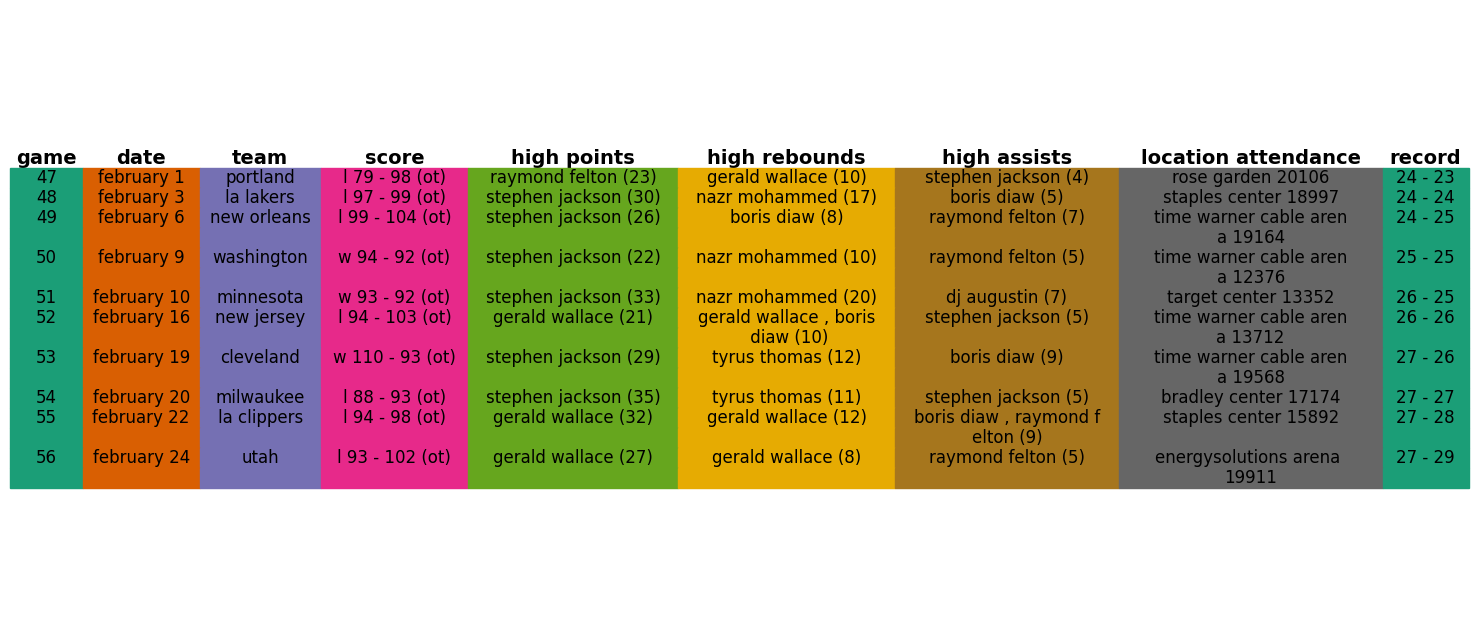 game date team score high points high rebounds high assists location attendance record
47 february 1 portland l 79 - 98 (ot) raymond felton (23) gerald wallace (10) stephen jackson (4) rose garden 20106 24 - 23
48 february 3 la lakers l 97 - 99 (ot) stephen jackson (30) nazr mohammed (17) boris diaw (5) staples center 18997 24 - 24
49 february 6 new orleans l 99 - 104 (ot) stephen jackson (26) boris diaw (8) raymond felton (7) time warner cable aren 24 - 25
a 19164
50 february 9 washington w 94 - 92 (ot) stephen jackson (22) nazr mohammed (10) raymond felton (5) time warner cable aren 25 - 25
a 12376
51 february 10 minnesota w 93 - 92 (ot) stephen jackson (33) nazr mohammed (20) dj augustin (7) target center 13352 26 - 25
52 february 16 new jersey l 94 - 103 (ot) gerald wallace (21) gerald wallace , boris stephen jackson (5) time warner cable aren 26 - 26
diaw (10) a 13712
53 february 19 cleveland w 110 - 93 (ot) stephen jackson (29) tyrus thomas (12) boris diaw (9) time warner cable aren 27 - 26
a 19568
54 february 20 milwaukee l 88 - 93 (ot) stephen jackson (35) tyrus thomas (11) stephen jackson (5) bradley center 17174 27 - 27
55 february 22 la clippers l 94 - 98 (ot) gerald wallace (32) gerald wallace (12) boris diaw , raymond f staples center 15892 27 - 28
elton (9)
56 february 24 utah l 93 - 102 (ot) gerald wallace (27) gerald wallace (8) raymond felton (5) energysolutions arena 27 - 29
19911